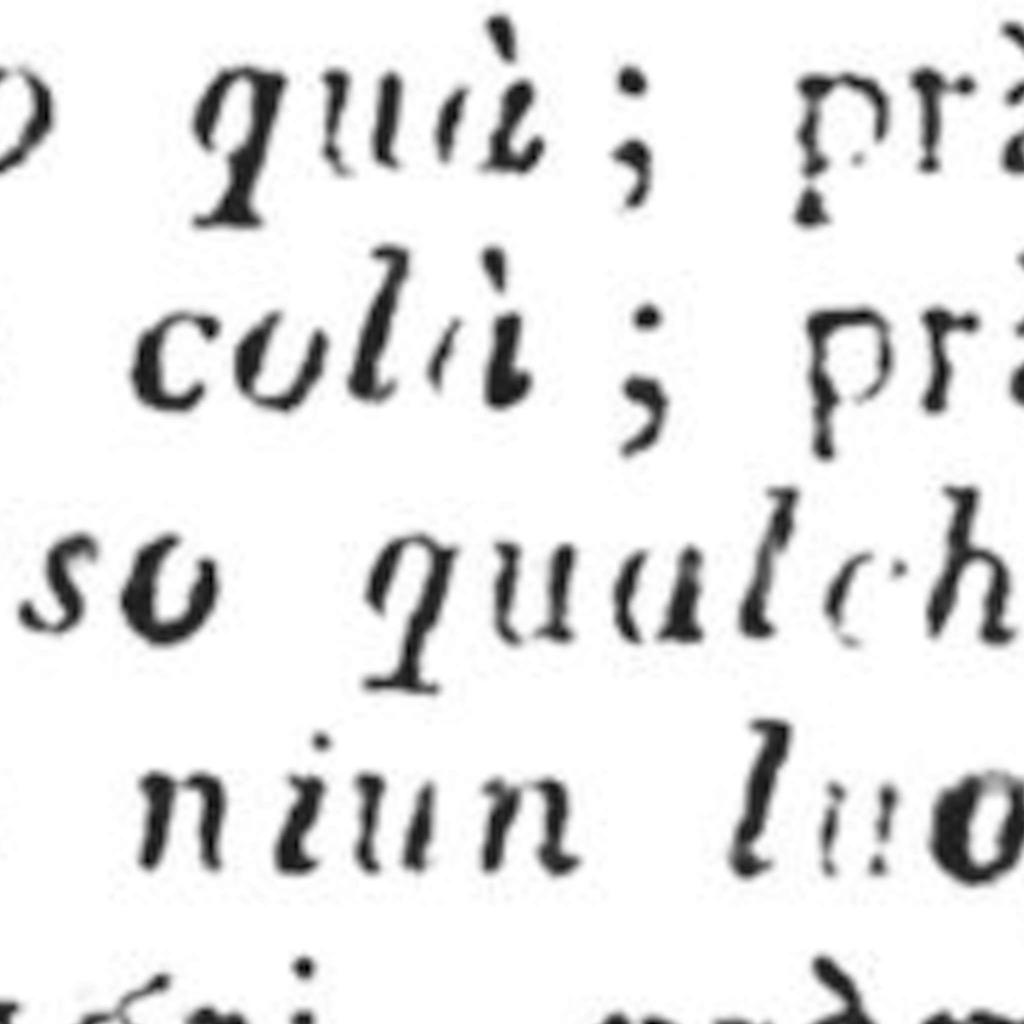 o quà ; prà
colà ; prà
so qualch
niun luo